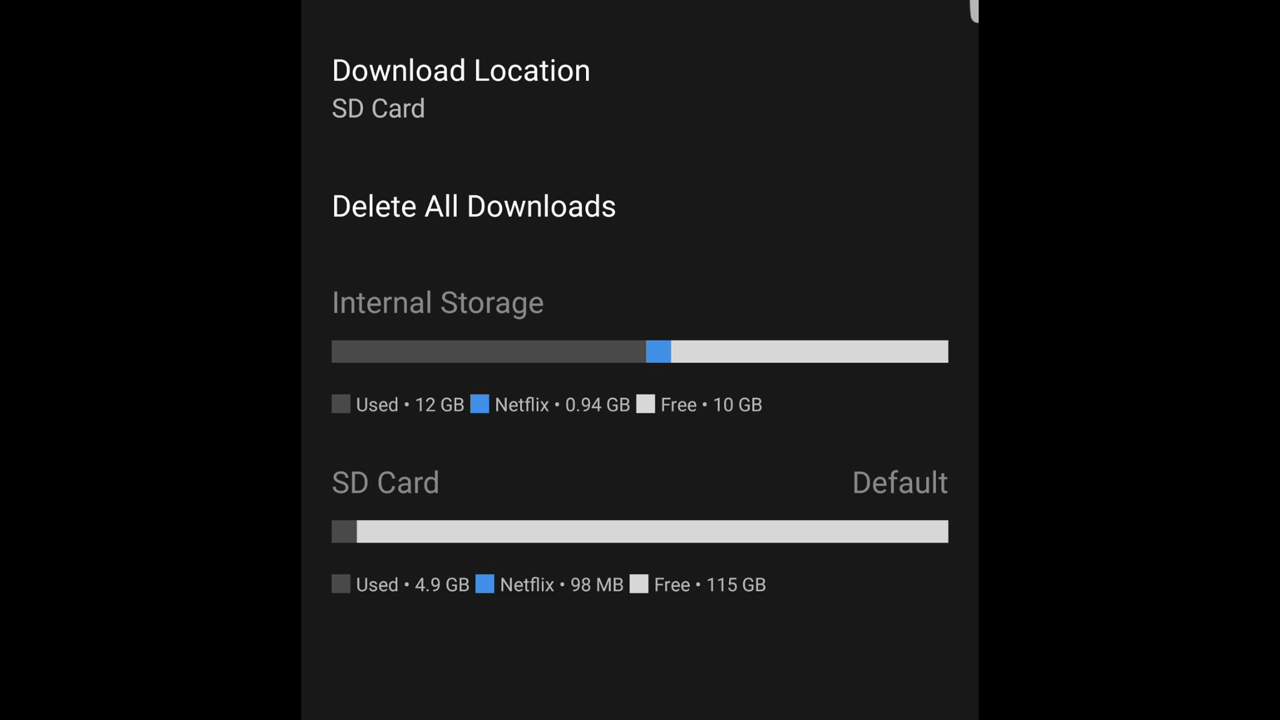 Download Location
SD Card
Delete All Downloads
Internal Storage
Used • 12 GB Netflix • 0.94 GB Free • 10 GB
SD Card Default
Used • 4.9 GB Netflix • 98 MB Free • 115 GB